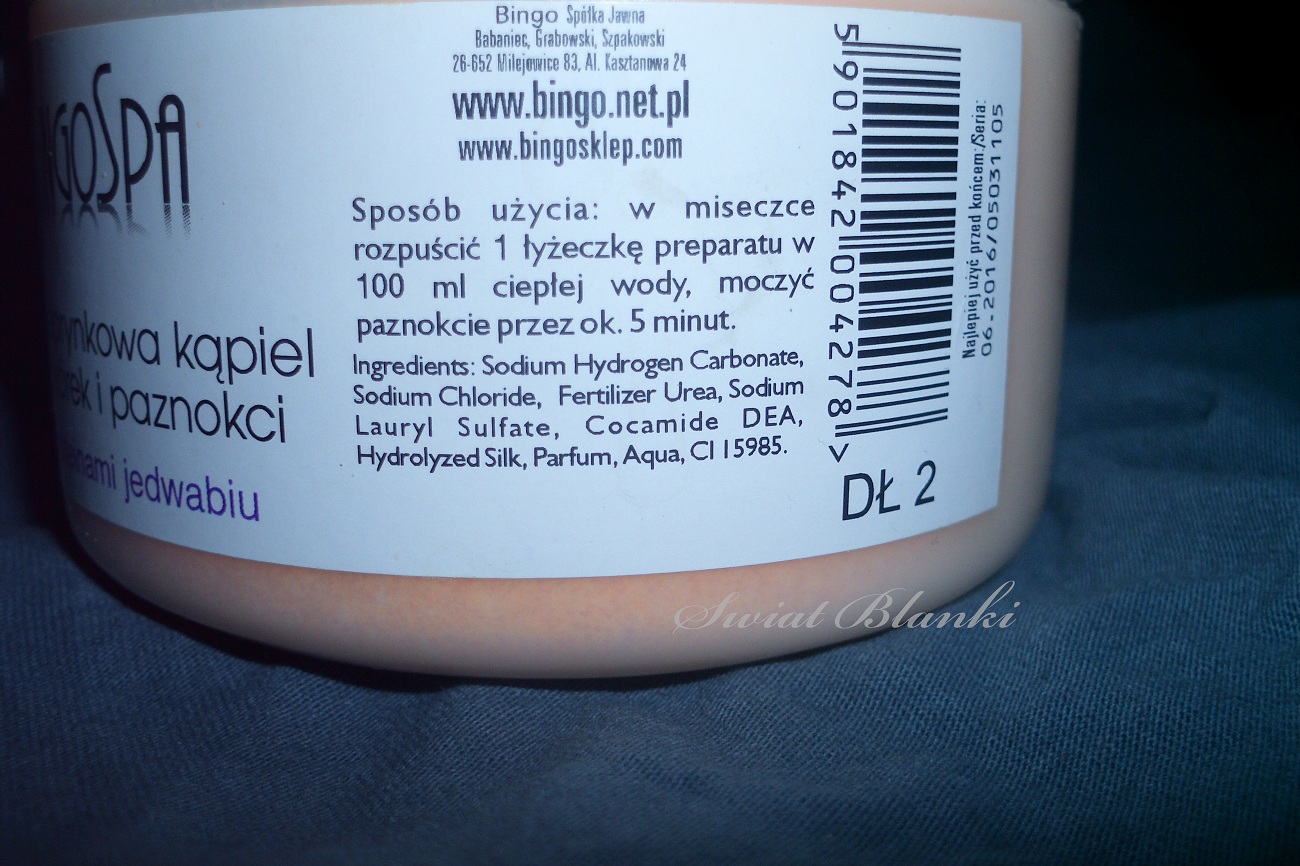 Bingo Spółka Jawna
Babaniec, Grabowski, Szpakowski
26-652 Milejowice 83, Al. Kasztanowa 24
www.bingo.net.pl
www.bingosklep.com
Sposób użycia: w miseczce
rozpuścić 1 łyżeczkę preparatu w
100 ml ciepłej wody, moczyć
paznokcie przez ok. 5 minut.
Ingredients: Sodium Hydrogen Carbonate,
Sodium Chloride, Fertilizer Urea, Sodium
Lauryl Sulfate, Cocamide DEA,
Hydrolyzed Silk, Parfum, Aqua, CI 15985.
GOSPA
kąpiel
i paznokci
jedwabiu
5901842004278>
Najlepiej użyć przed końcem:/Seria:
06-2016/05031105
DŁ 2
Swiat Blanki